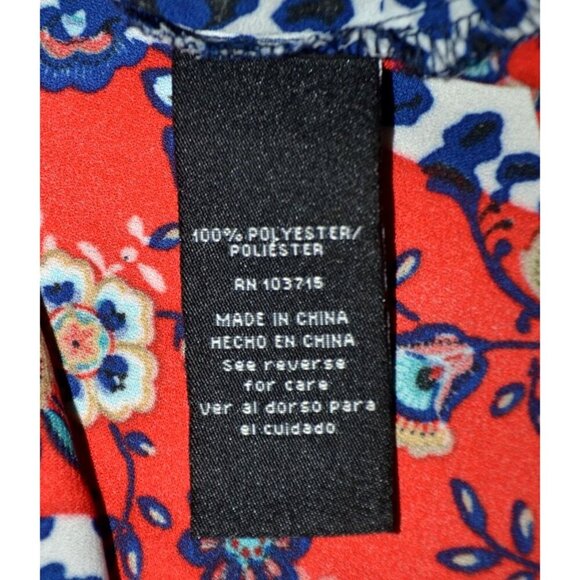 100% POLYESTER/
POLIÉSTER
RN 103715
MADE IN CHINA
HECHO EN CHINA
See reverse
for care
Ver al dorso para
el cuidado